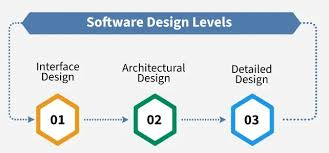 Software Design Levels
Interface
Design
Architectural
Design
Detailed
Design
01
02
03